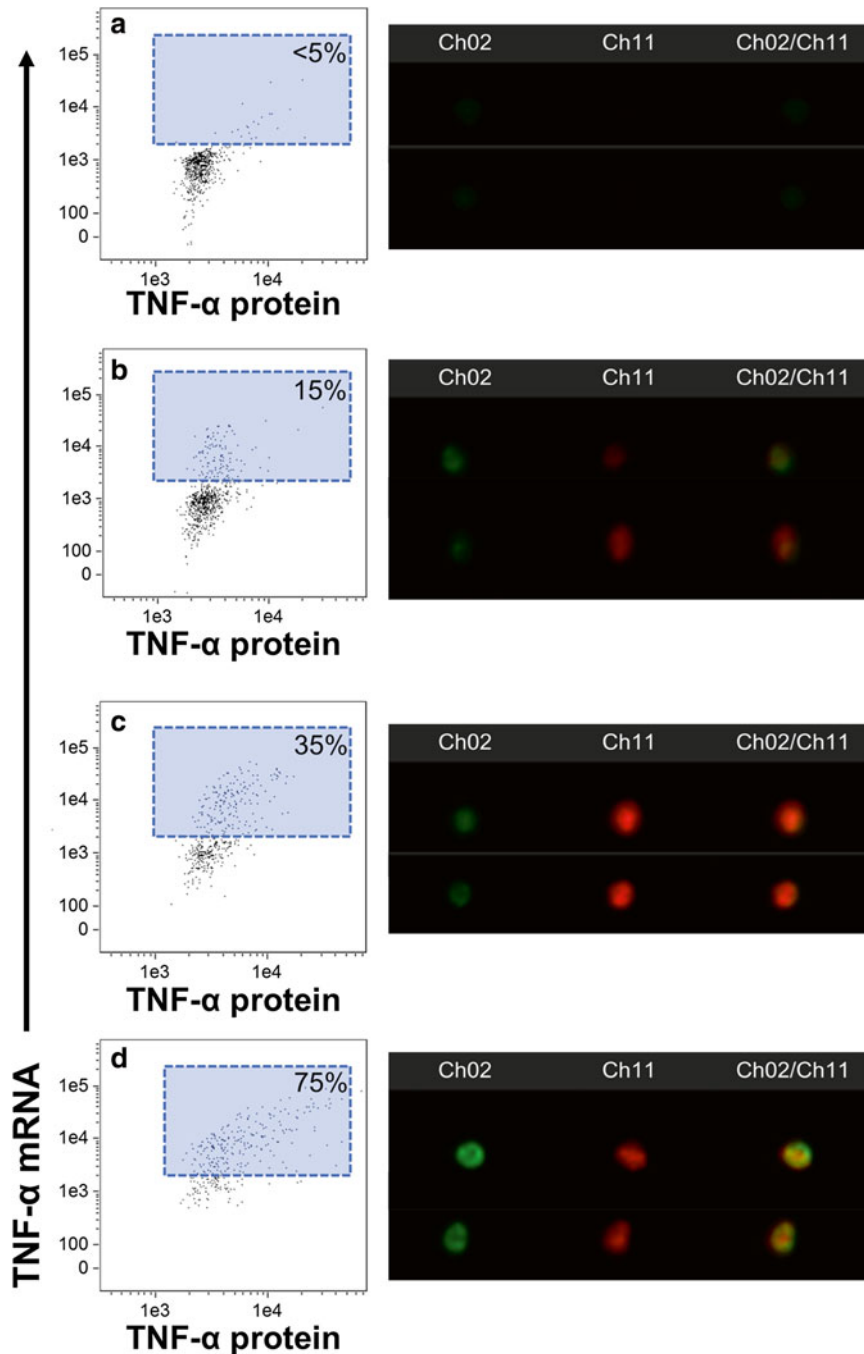 a
<5%
1e5
1e4
1e3
100
0
1e3 1e4
TNF-α protein
Ch02 Ch11 Ch02/Ch11
b
15%
1e5
1e4
1e3
100
0
1e3 1e4
TNF-α protein
Ch02 Ch11 Ch02/Ch11
c
35%
1e5
1e4
1e3
100
0
1e3 1e4
TNF-α protein
Ch02 Ch11 Ch02/Ch11
d
75%
1e5
1e4
1e3
100
0
1e3 1e4
TNF-α protein
Ch02 Ch11 Ch02/Ch11
TNF-α mRNA